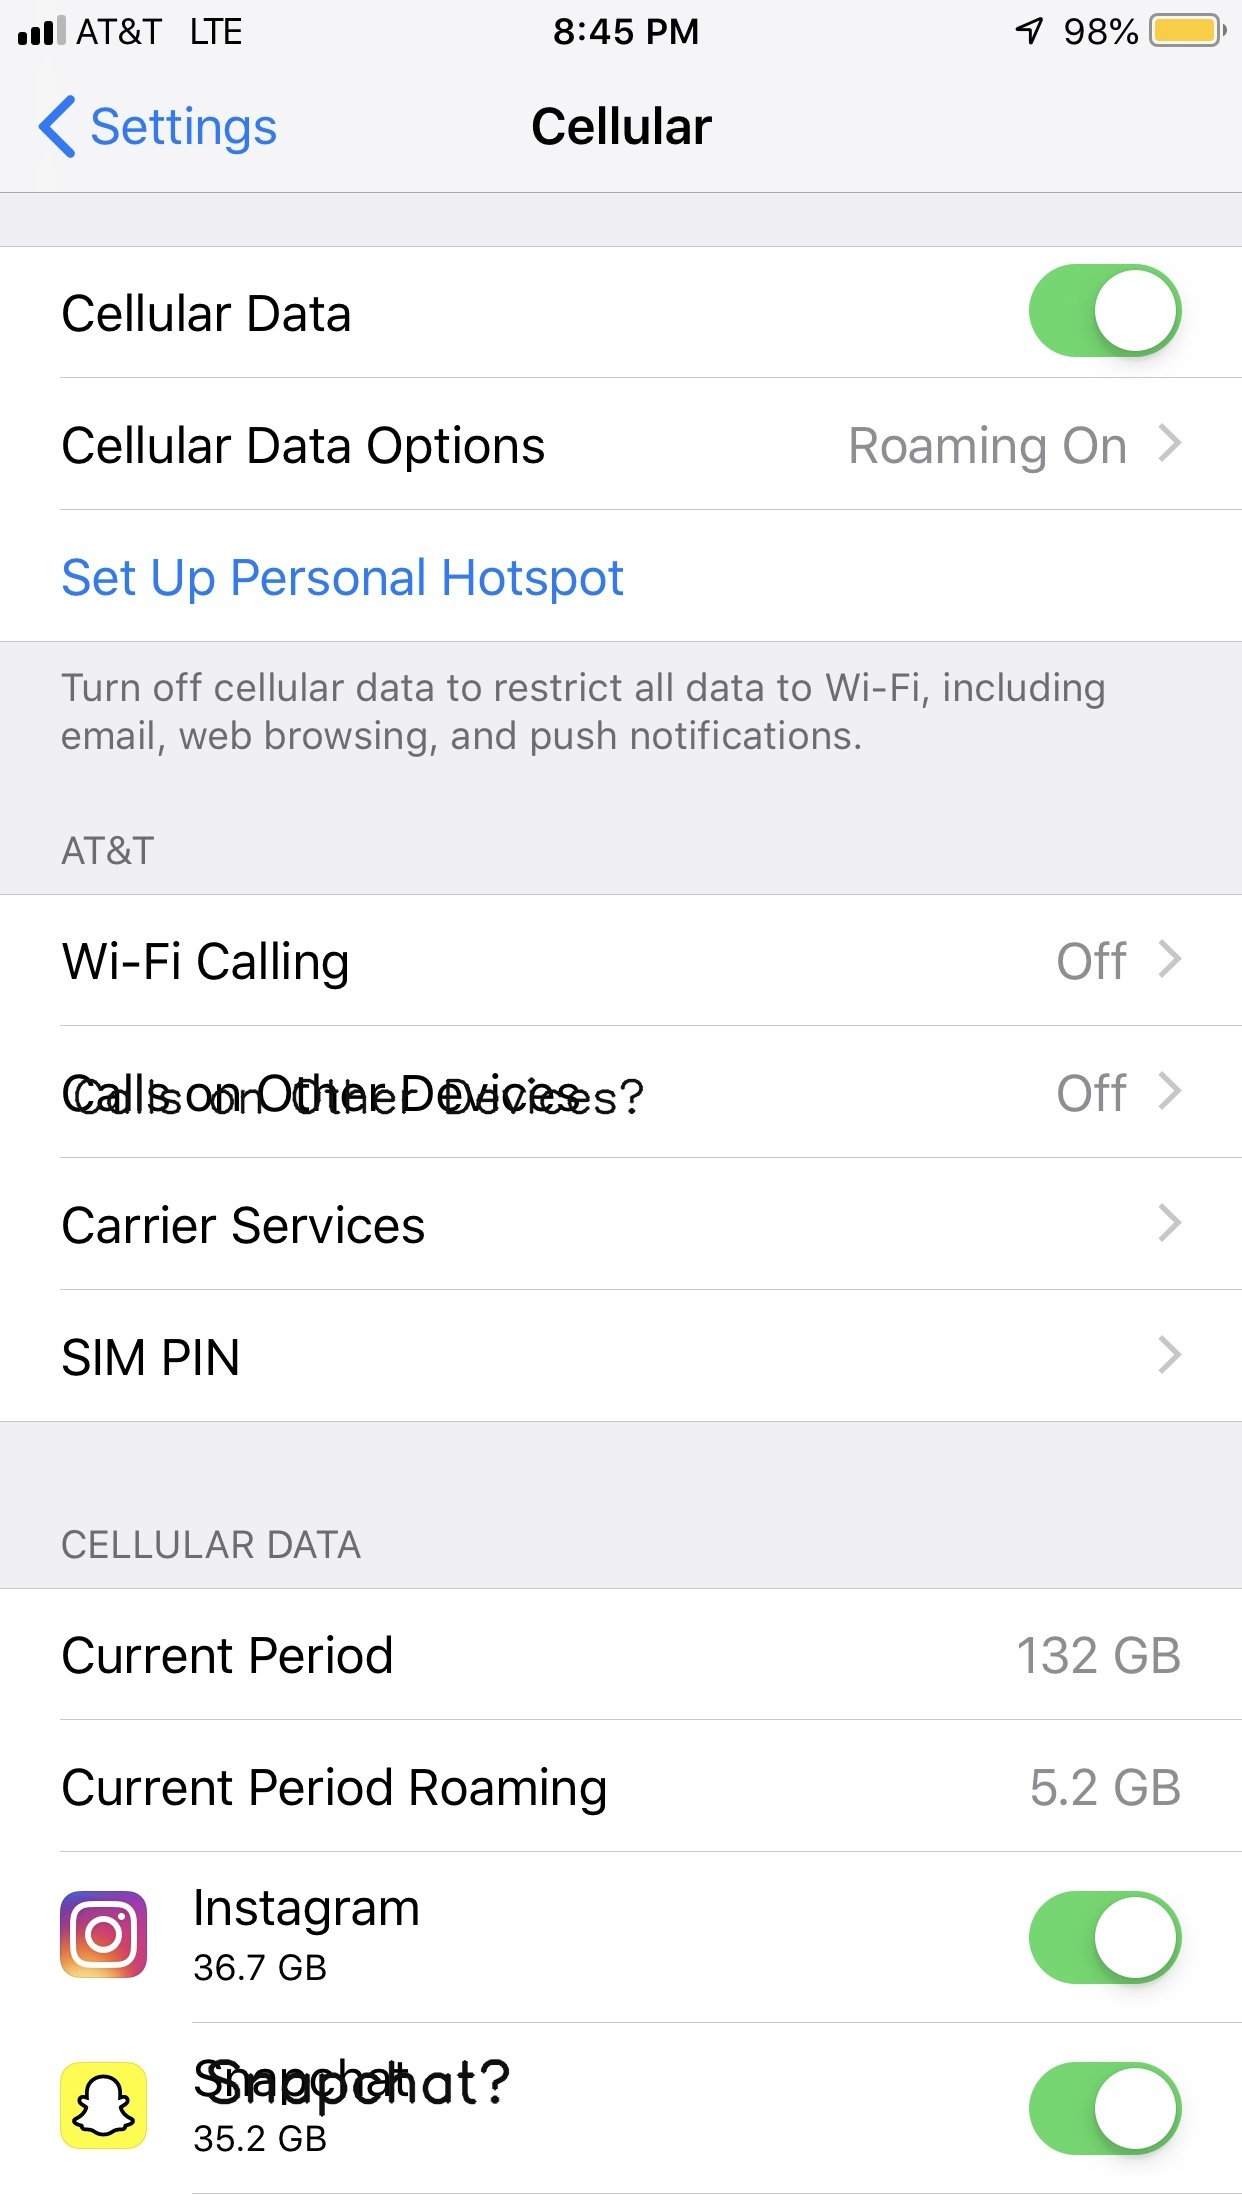 AT&T LTE 8:45 PM 98%
Settings Cellular
Cellular Data
Cellular Data Options Roaming On
Set Up Personal Hotspot
Turn off cellular data to restrict all data to Wi-Fi, including
email, web browsing, and push notifications.
AT&T
Wi-Fi Calling Off
Calls on Other Devices Off
Calls on Other Devices?
Carrier Services
SIM PIN
CELLULAR DATA
Current Period 132 GB
Current Period Roaming 5.2 GB
Instagram
36.7 GB
Snapchat
Snapchat?
35.2 GB